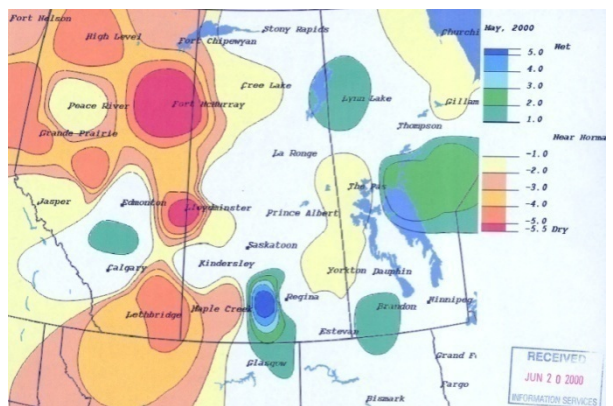 Fort Nelson
High Level
Fort Chipewyan
Stony Rapids
Churchi
May, 2000
Wet
5.0
4.0
3.0
2.0
1.0
Cree Lake
Lynn Lake
Gillam
Peace River
Fort McMurray
Thompson
Grande Prairie
Near Norma
-1.0
-2.0
-3.0
-4.0
-5.0
-5.5 Dry
La Ronge
The Pas
Jasper
Edmonton
Lloydminster
Prince Albert
Saskatoon
Calgary
Kindersley
Yorkton
Dauphin
Lethbridge
Maple Creek
Regina
Brandon
Winnipeg
Estevan
Glasgow
Grand F
Fargo
Bismark
RECEIVED
JUN 20 2000
INFORMATION SERVICES